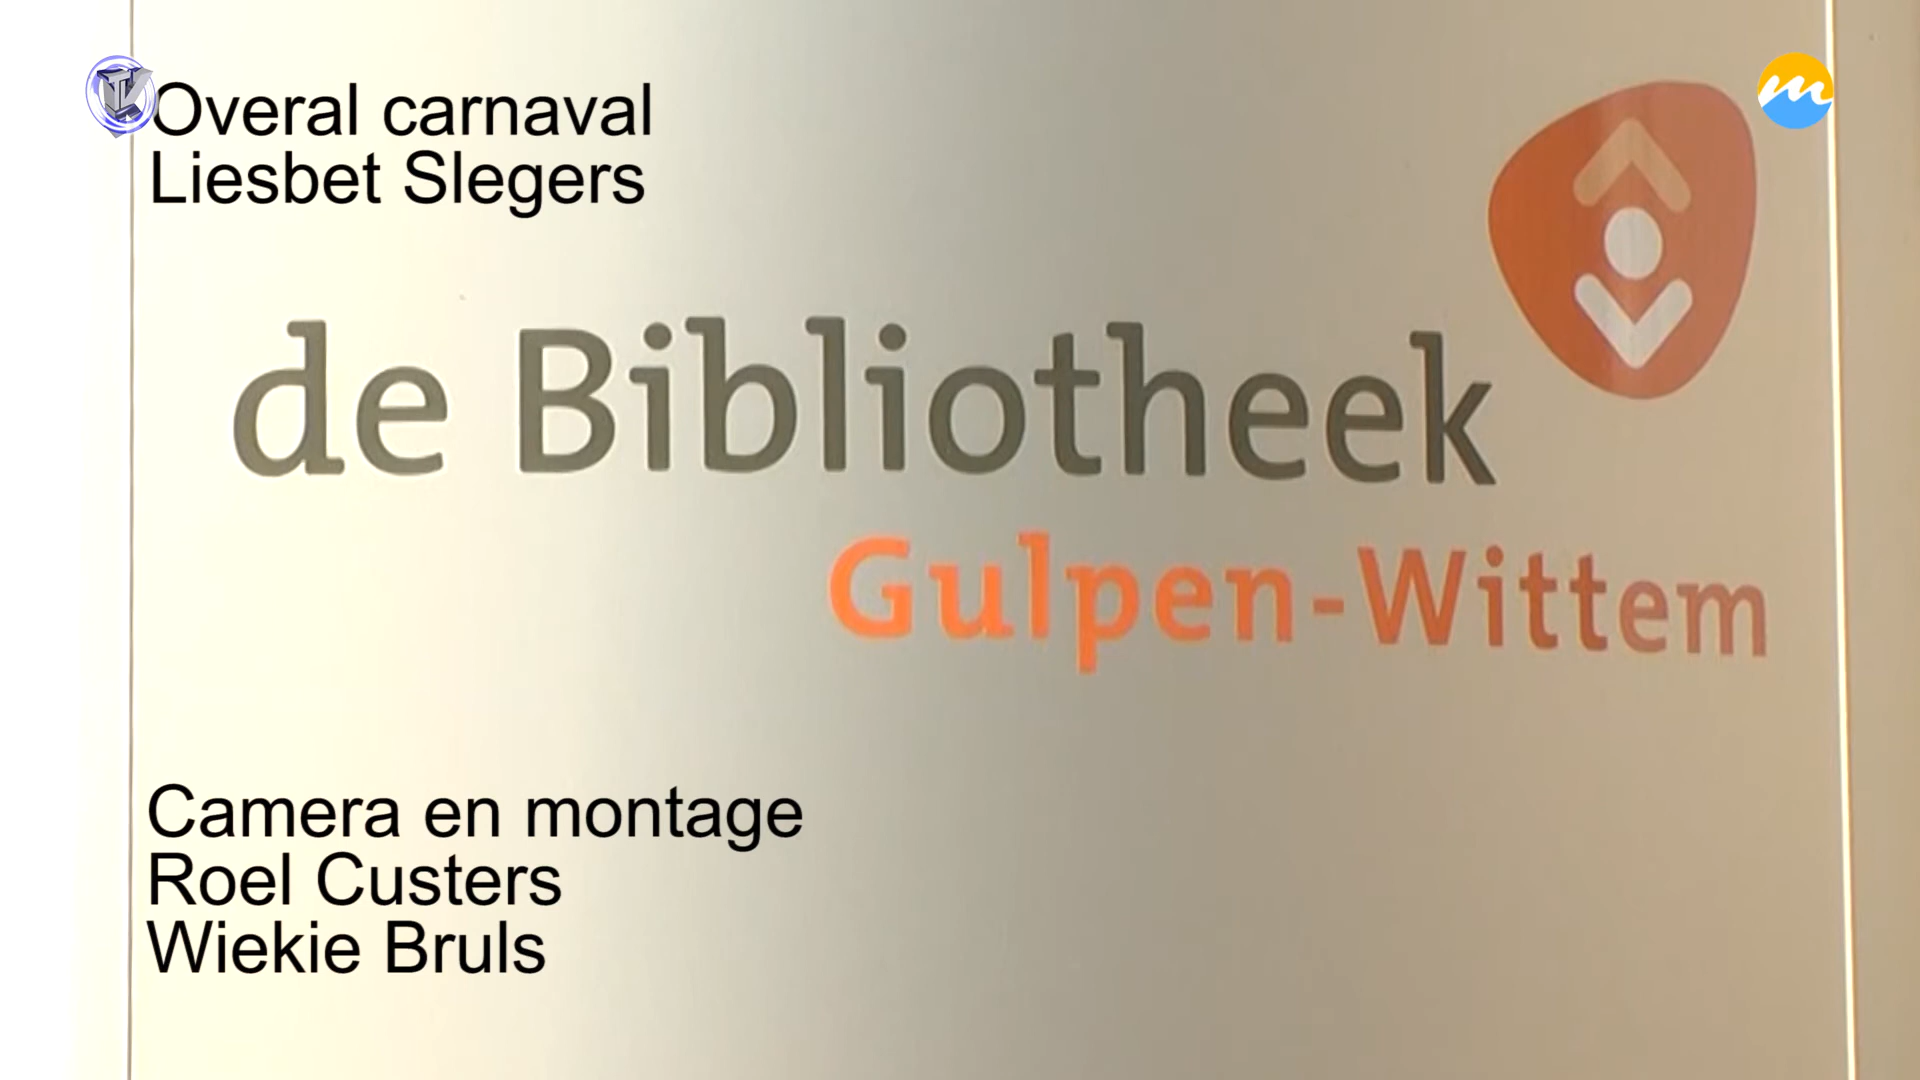 Overal carnaval
Liesbet Slegers
de Bibliotheek
Gulpen-Wittem
Camera en montage
Roel Custers
Wiekie Bruls